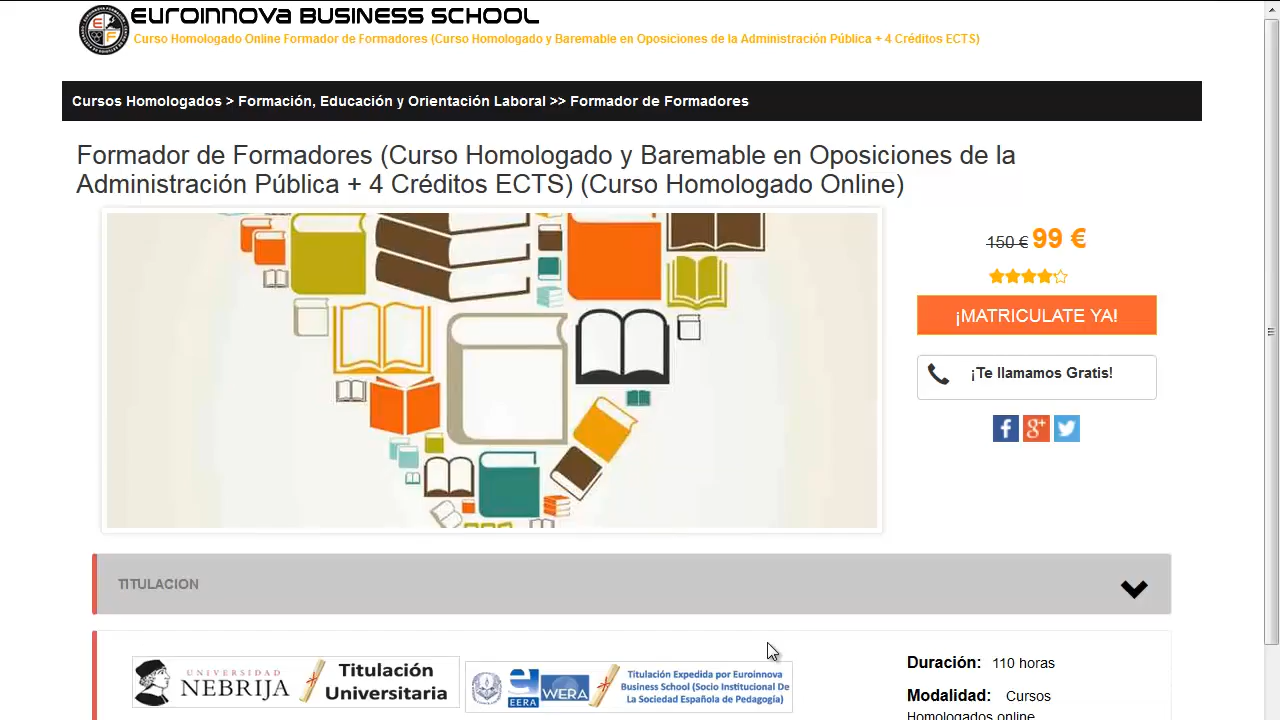 EUROINNOVA BUSINESS SCHOOL
Curso Homologado Online Formador de Formadores (Curso Homologado y Baremable en Oposiciones de la Administración Pública + 4 Créditos ECTS)
Cursos Homologados > Formación, Educación y Orientación Laboral >> Formador de Formadores
Formador de Formadores (Curso Homologado y Baremable en Oposiciones de la
Administración Pública + 4 Créditos ECTS) (Curso Homologado Online)
150 € 99 €
¡MATRICULATE YA!
¡Te llamamos Gratis!
TITULACION
UNIVERSIDAD
NEBRIJA
Titulación
Universitaria
EERA
WERA
Titulación Expedida por Euroinnova
Business School (Socio Institucional De
La Sociedad Española de Pedagogía)
Duración: 110 horas
Modalidad: Cursos
Homologados online